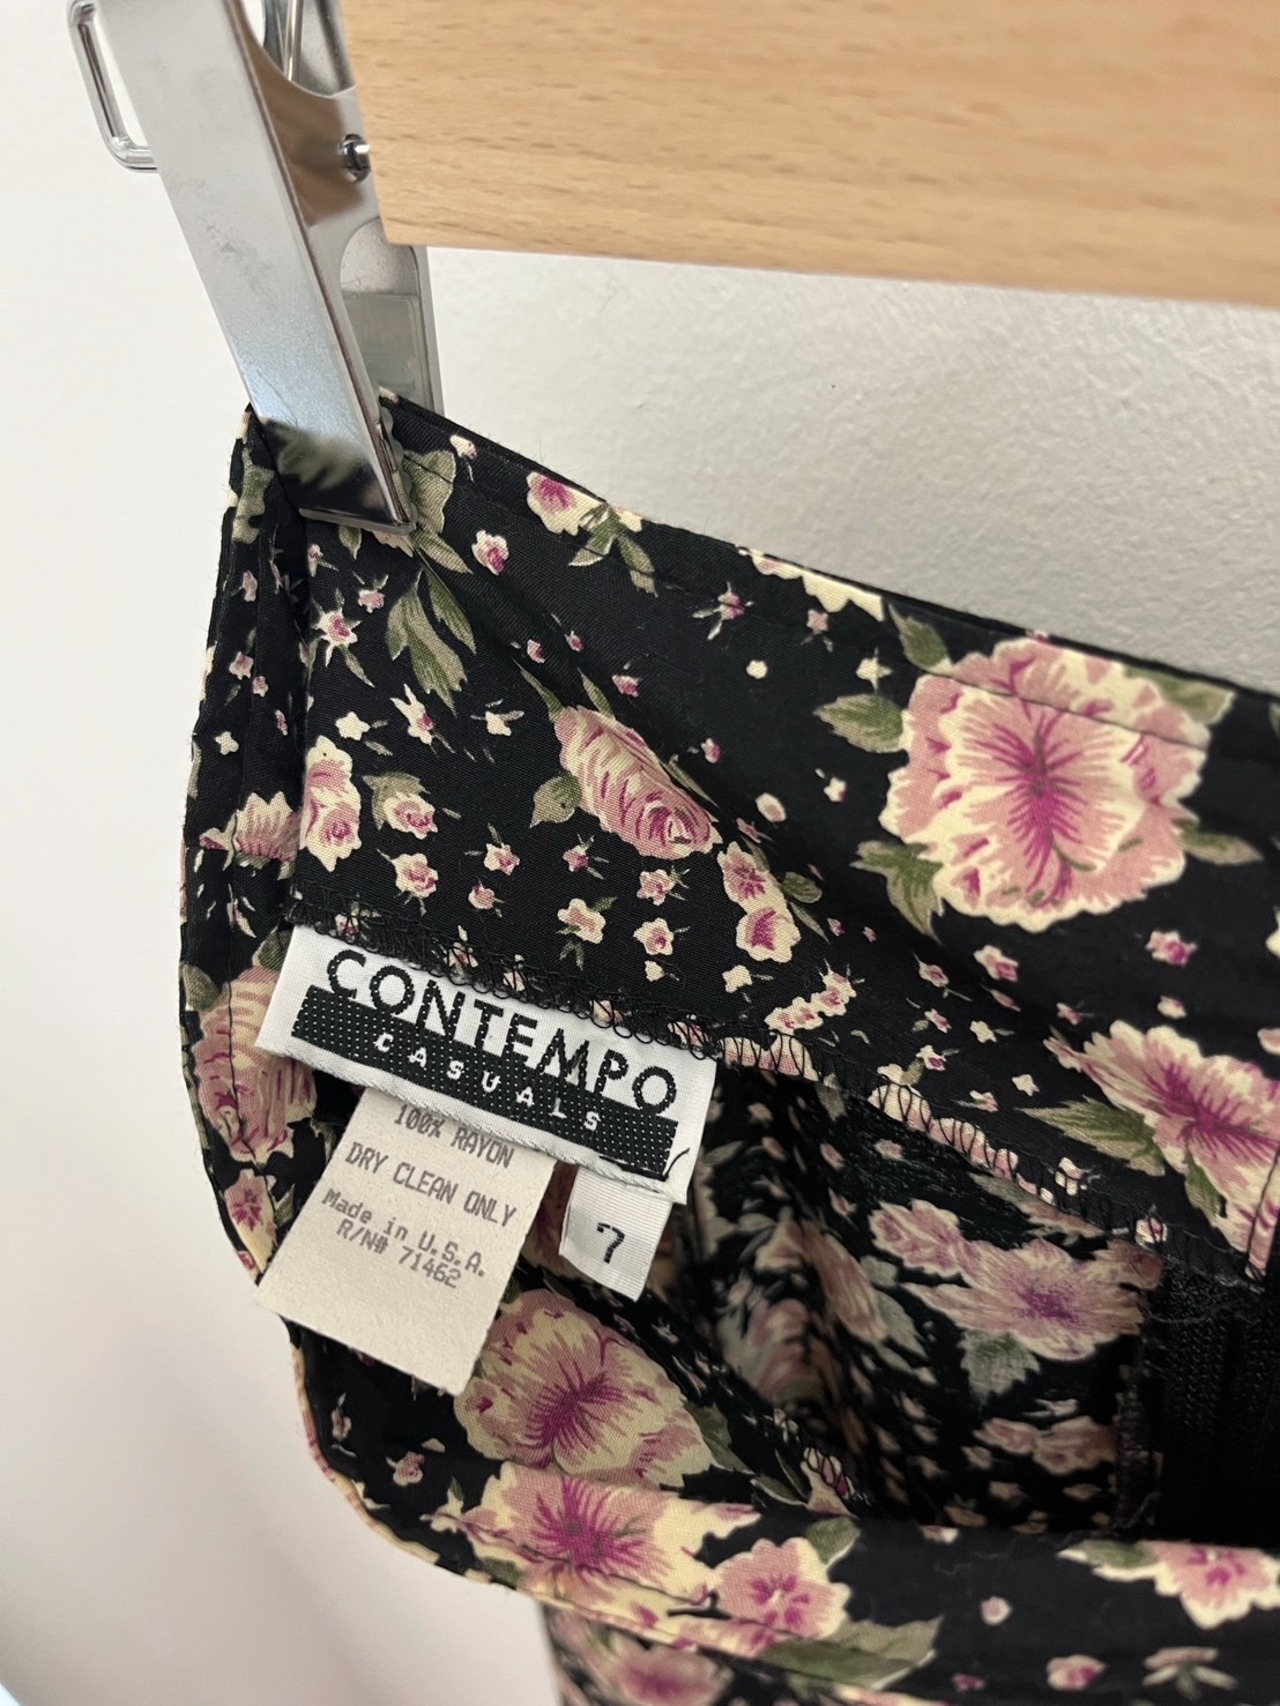 CONTEMPO
CASUALS
100% RAYON
DRY CLEAN ONLY
Made in U.S.A.
R/N# 71462
7